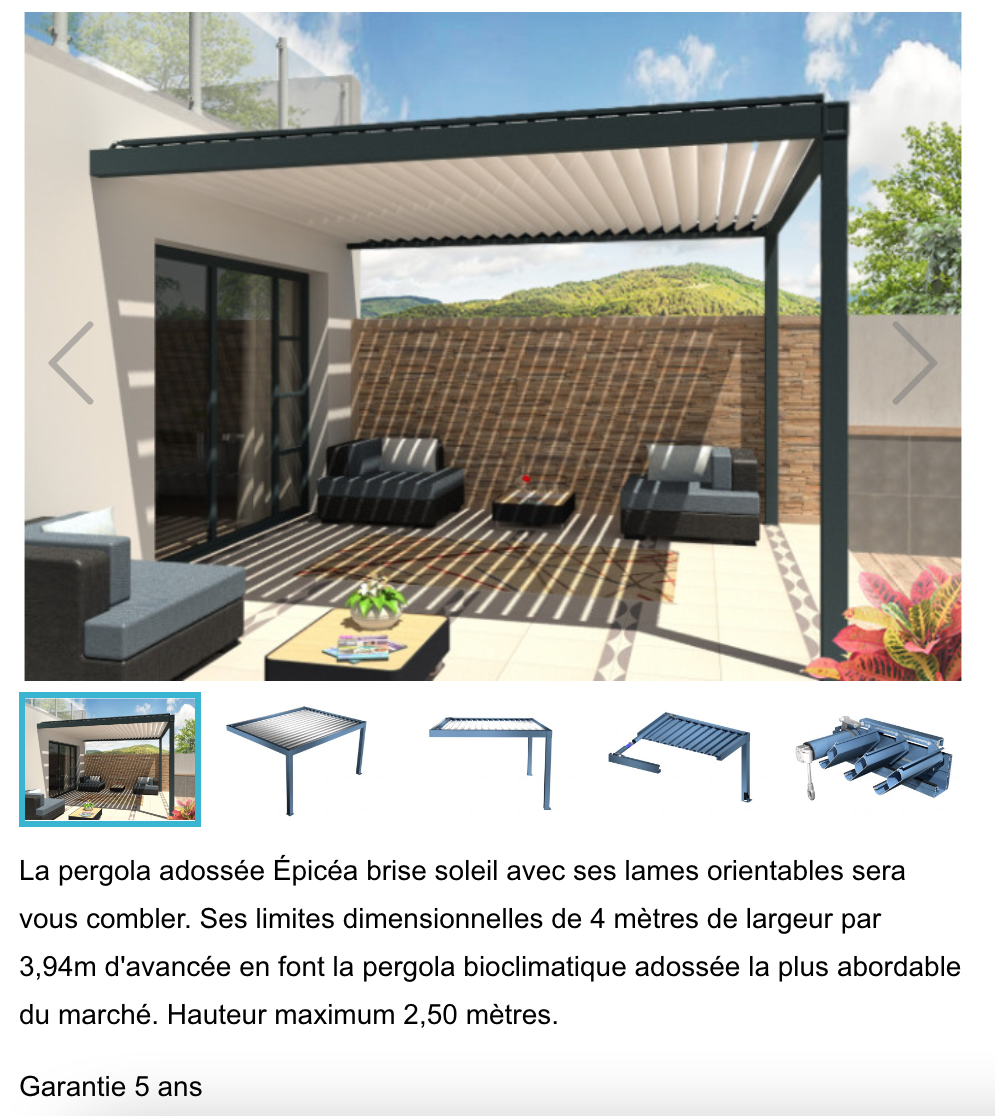 La pergola adossée Épicéa brise soleil avec ses lames orientables sera
vous combler. Ses limites dimensionnelles de 4 mètres de largeur par
3,94m d'avancée en font la pergola bioclimatique adossée la plus abordable
du marché. Hauteur maximum 2,50 mètres.
Garantie 5 ans